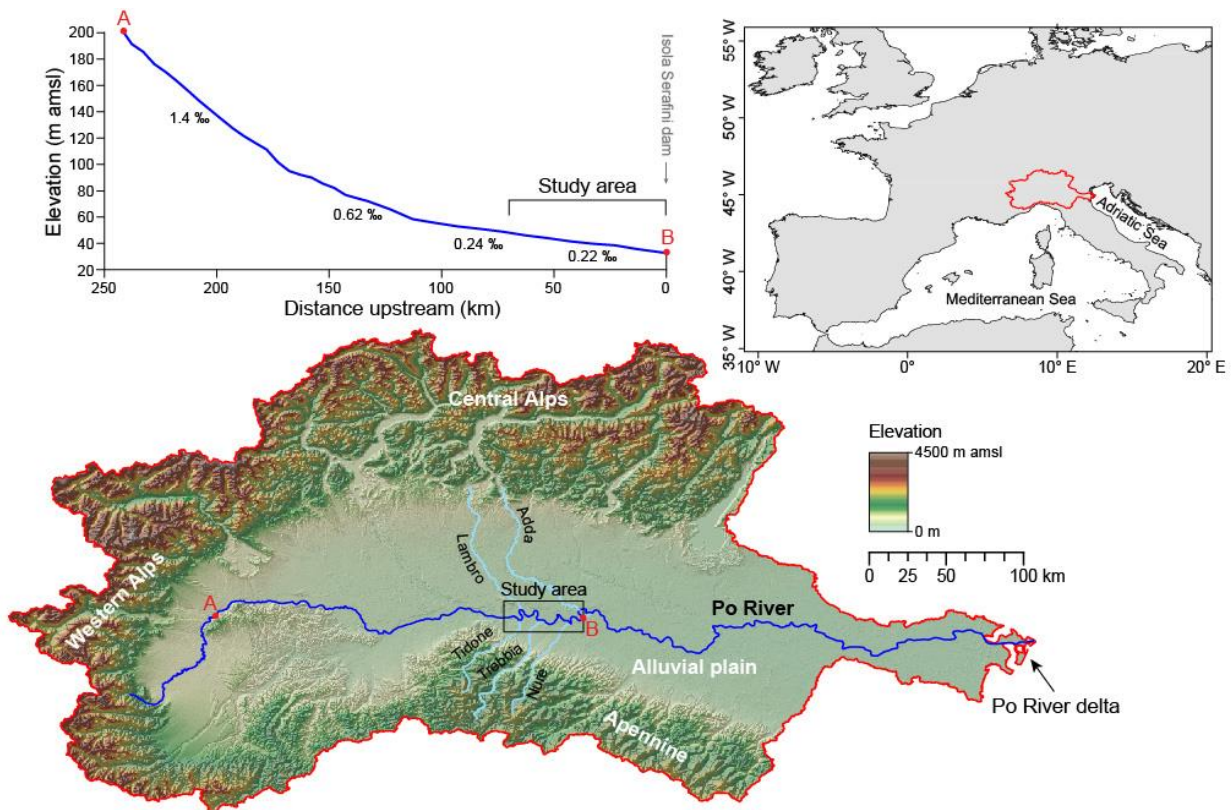 A
200
180
160
140
120
100
80
60
40
20
Elevation (m amsl)
1.4 ‰
0.62 ‰
0.24 ‰
0.22 ‰
Study area
B
Isola Serafini dam
250
200
150
100
50
0
Distance upstream (km)
55° W
50° W
45° W
40° W
35° W
10° W
0°
10° E
20° E
Adriatic Sea
Mediterranean Sea
Central Alps
Western Alps
Adda
Lambro
Study area
A
B
Po River
Tidone
Trebbia
Nure
Alluvial plain
Apennine
Po River delta
Elevation
4500 m amsl
0 m
0 25 50 100 km